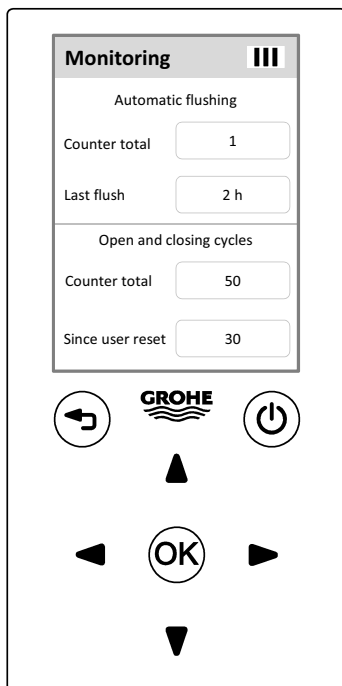 Monitoring
Automatic flushing
Counter total 1
Last flush 2 h
Open and closing cycles
Counter total 50
Since user reset 30
GROHE
OK